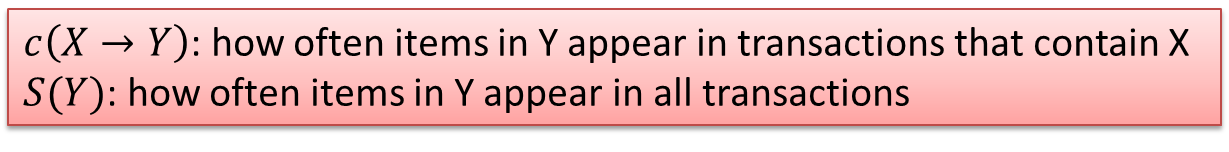 c(X → Y): how often items in Y appear in transactions that contain X
S(Y): how often items in Y appear in all transactions